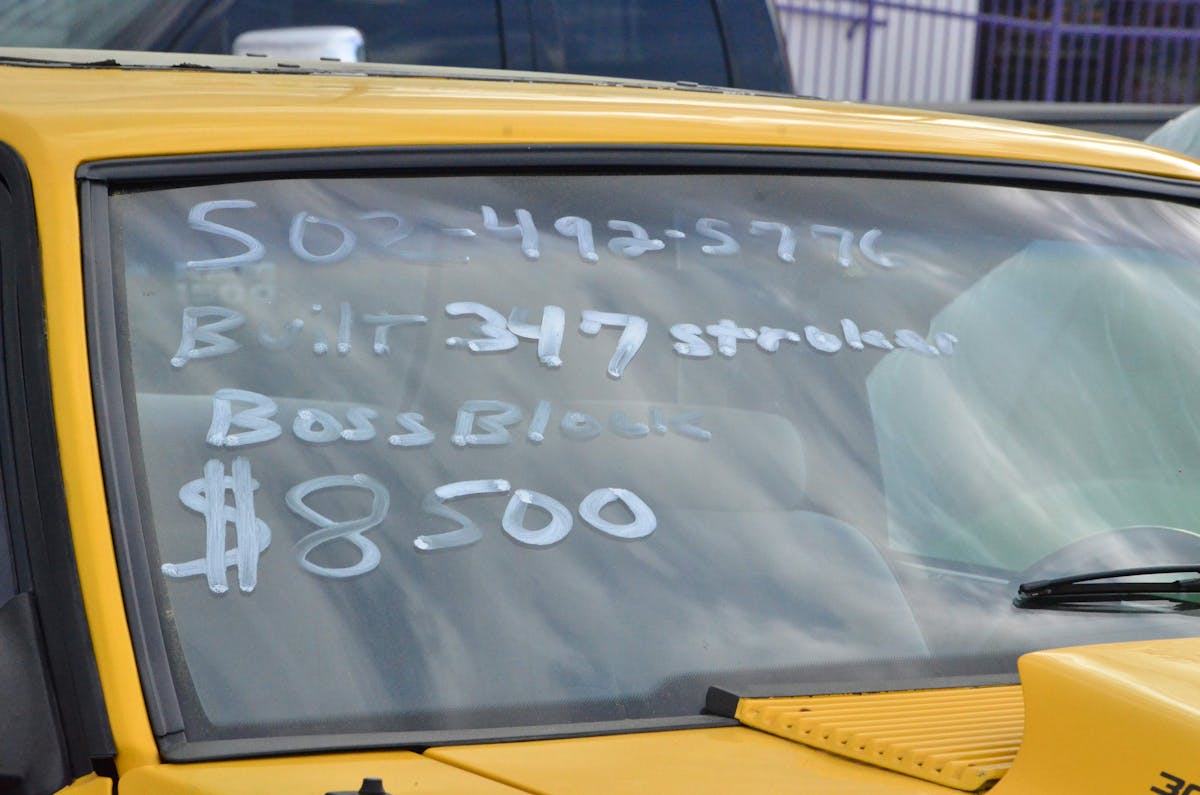 502-492-5776
Built 347 stroker
Boss Block
$8500